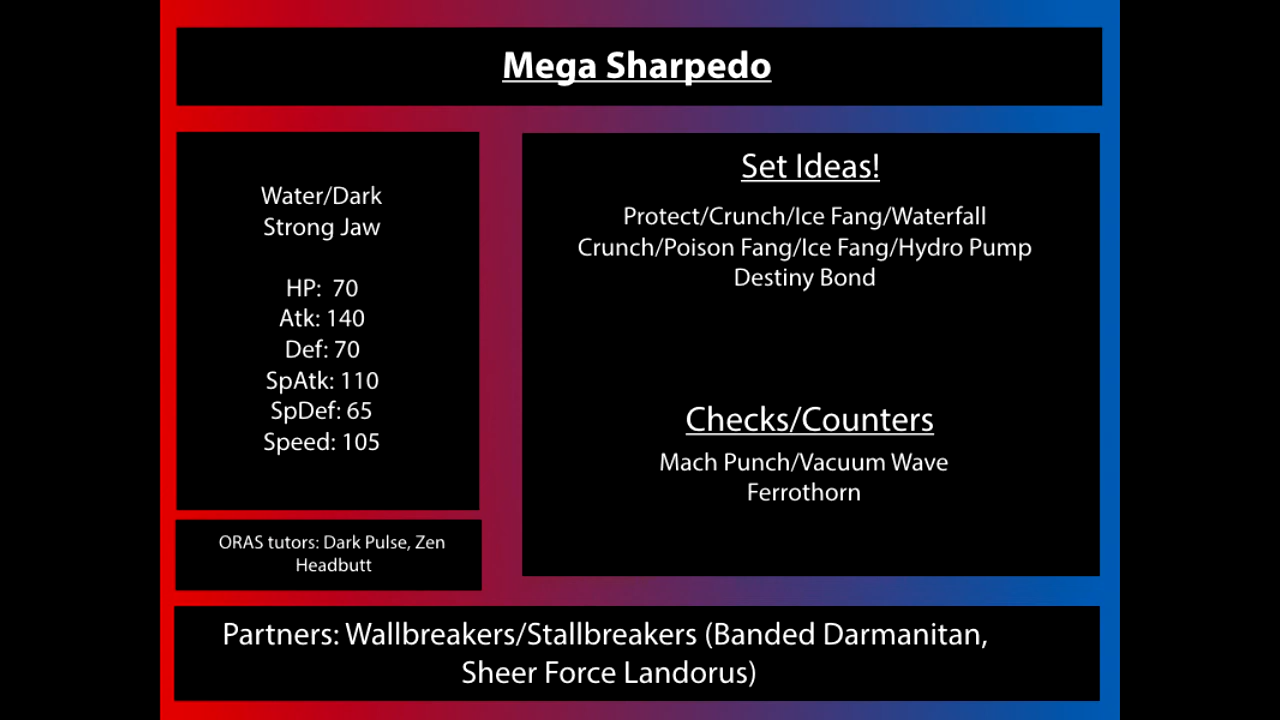 Mega Sharpedo
Water/Dark
Strong Jaw
HP: 70
Atk: 140
Def: 70
SpAtk: 110
SpDef: 65
Speed: 105
ORAS tutors: Dark Pulse, Zen
Headbutt
Set Ideas!
Protect/Crunch/Ice Fang/Waterfall
Crunch/Poison Fang/Ice Fang/Hydro Pump
Destiny Bond
Checks/Counters
Mach Punch/Vacuum Wave
Ferrothorn
Partners: Wallbreakers/Stallbreakers (Banded Darmanitan,
Sheer Force Landorus)